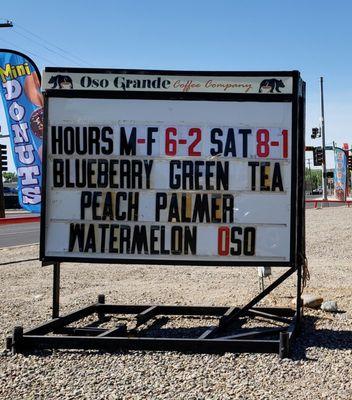 Oso Grande Coffee Company
HOURS M-F 6-2 SAT 8-1
BLUEBERRY GREEN TEA
PEACH PALMER
WATERMELON OSO
Mini
DONUTS